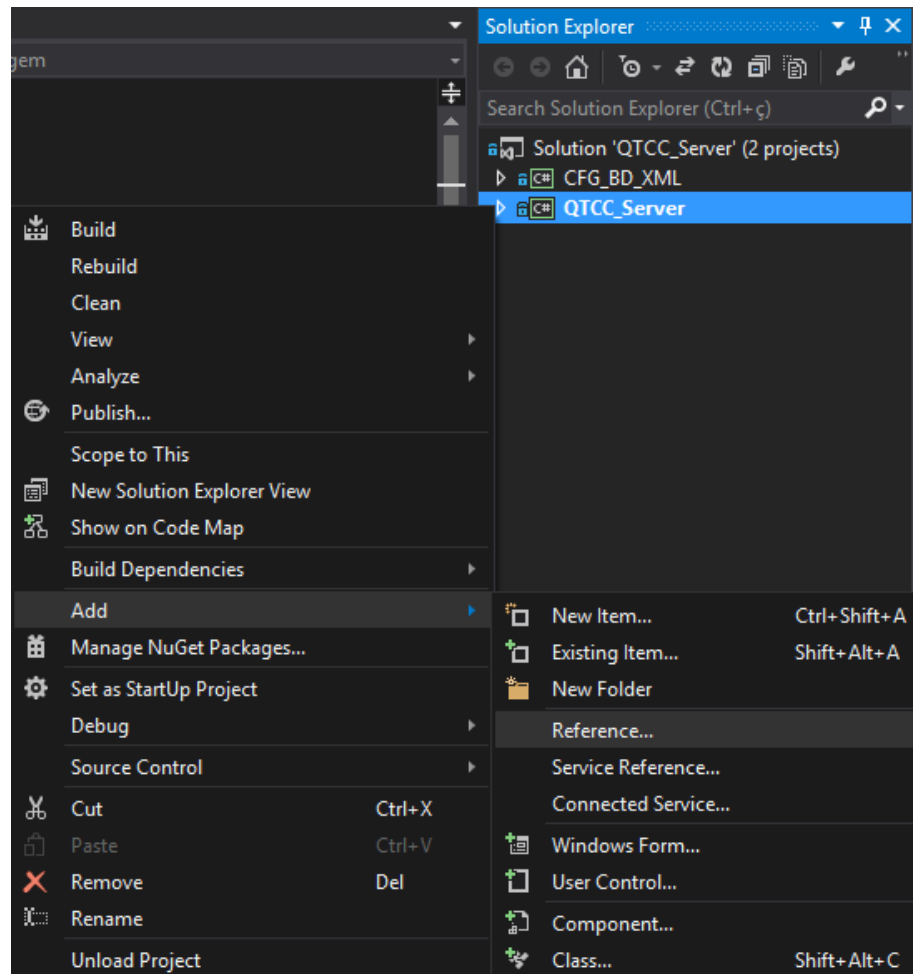 Solution Explorer
gem
Search Solution Explorer (Ctrl+ç)
Solution 'QTCC_Server' (2 projects)
C# CFG_BD_XML
C# QTCC_Server
Build
Rebuild
Clean
View
Analyze
Publish...
Scope to This
New Solution Explorer View
Show on Code Map
Build Dependencies
Add
Manage NuGet Packages...
Set as StartUp Project
Debug
Source Control
Cut Ctrl+X
Paste Ctrl+V
Remove Del
Rename
Unload Project
New Item... Ctrl+Shift+A
Existing Item... Shift+Alt+A
New Folder
Reference...
Service Reference...
Connected Service...
Windows Form...
User Control...
Component...
Class... Shift+Alt+C